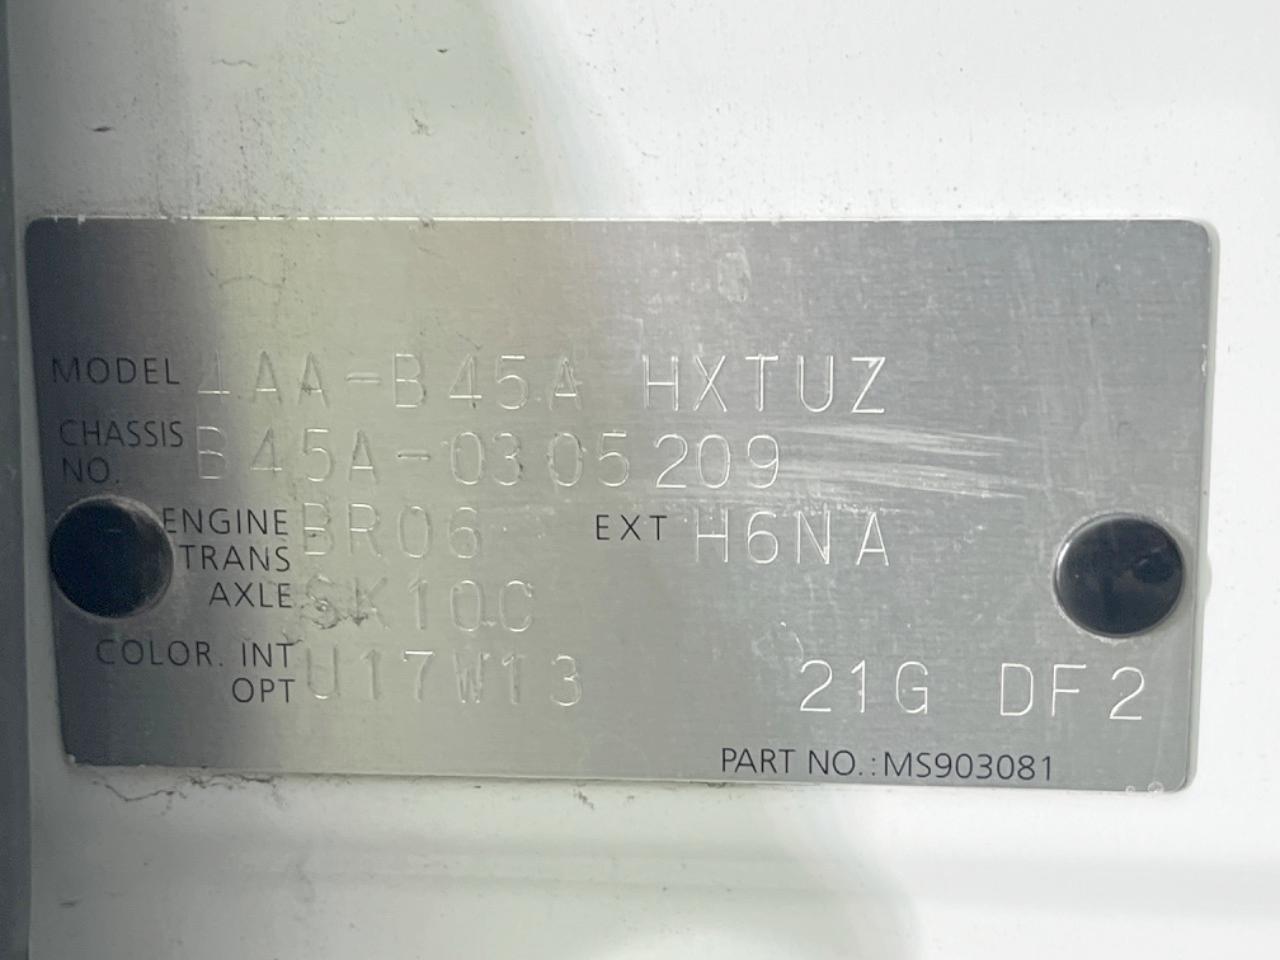 MODEL 4AA-B45A HXTUZ
CHASSIS NO. B45A-0305209
ENGINE BR06 EXT H6NA
TRANS AXLE SK10C
COLOR. INT OPT U17W13 21G DF2
PART NO.:MS903081